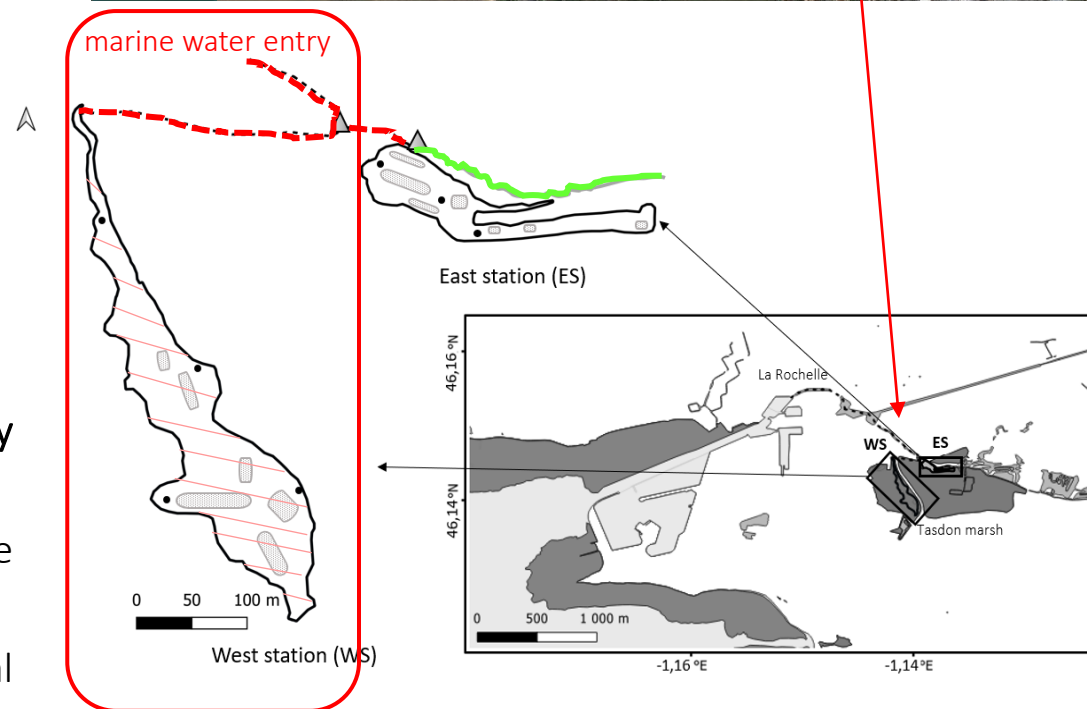 marine water entry
East station (ES)
46,16 °N
La Rochelle
WS
ES
y
46,14 °N
Tasdon marsh
e
0 50 100 m
0 500 1 000 m
West station (WS)
al
-1,16°E
-1,14°E